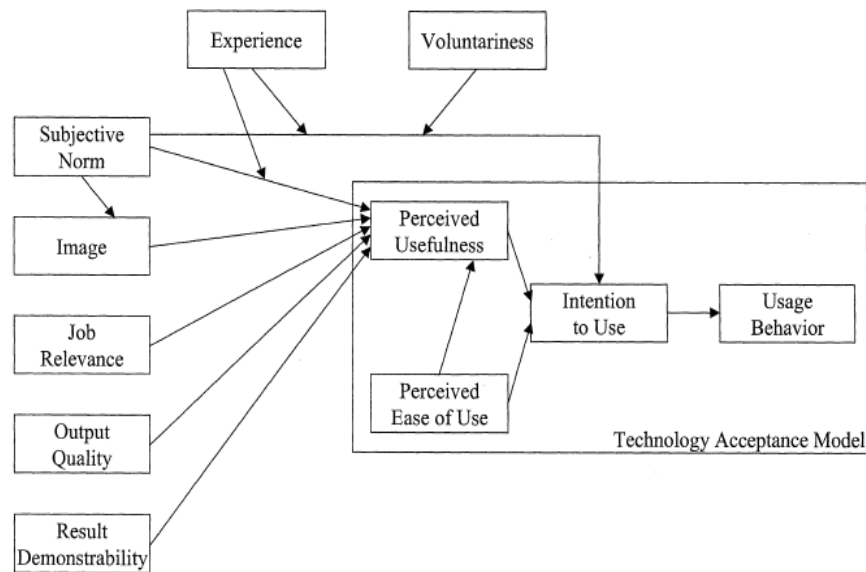 Experience
Voluntariness
Subjective
Norm
Image
Job
Relevance
Output
Quality
Result
Demonstrability
Perceived
Usefulness
Perceived
Ease of Use
Intention
to Use
Usage
Behavior
Technology Acceptance Model